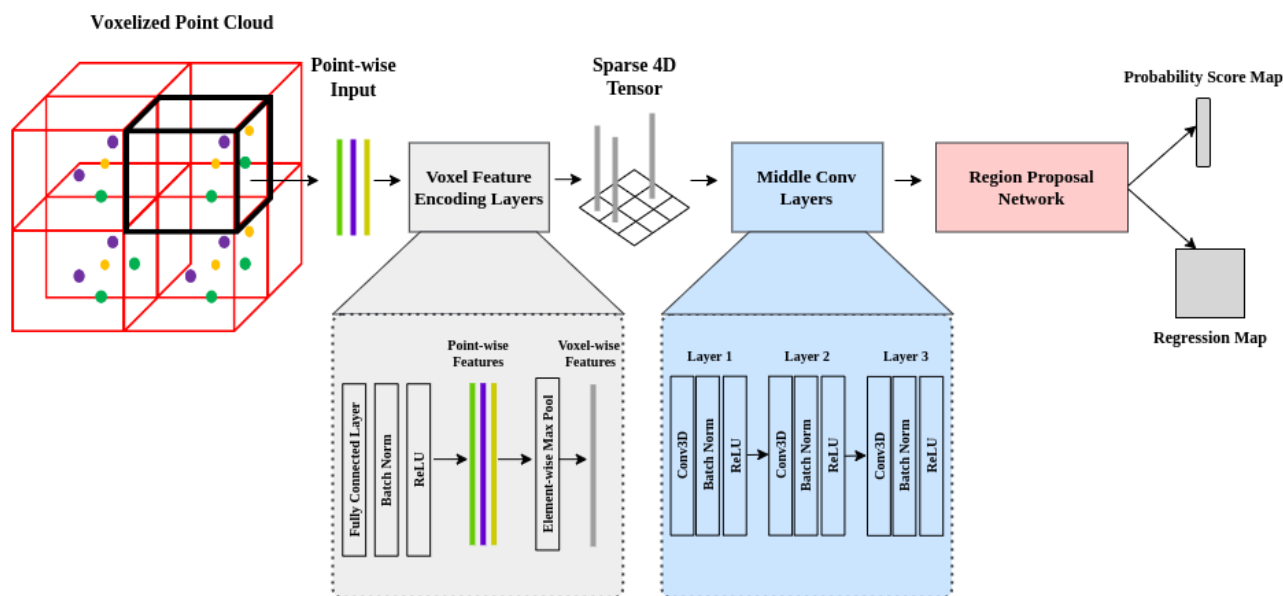 Voxelized Point Cloud
Point-wise
Input
Sparse 4D
Tensor
Probability Score Map
Voxel Feature
Encoding Layers
Middle Conv
Layers
Region Proposal
Network
Regression Map
Point-wise
Features
Voxel-wise
Features
Fully Connected Layer
Batch Norm
ReLU
Element-wise Max Pool
Layer 1
Layer 2
Layer 3
Conv3D
Batch Norm
ReLU
Conv3D
Batch Norm
ReLU
Conv3D
Batch Norm
ReLU